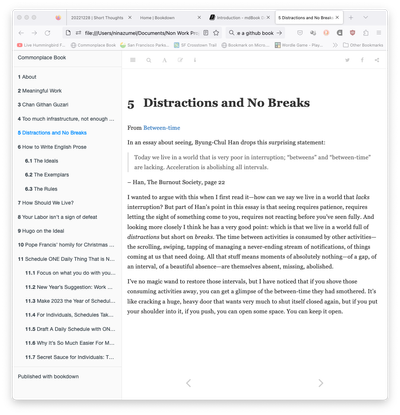 20221228 | Short Thoughts
Home | Bookdown
Introduction
5 Distractions and No Breaks
file:///Users/ninazumel/Documents/Non Work
github book
Live Hummingbird
Commonplace Book
San Francisco Parks
SF Crosstown Trail
Bookmark on Micro
Wordle Game - Play
Other Bookmarks
Commonplace Book
1 About
2 Meaningful Work
3 Chan Githan Guzari
4 Too much infrastructure, not enough ...
5 Distractions and No Breaks
6 How to Write English Prose
6.1 The Ideals
6.2 The Exemplars
6.3 The Rules
7 How Should We Live?
9 Hugo on the Ideal
10 Pope Francis' homily for Christmas ...
11 Schedule ONE Daily Thing That is N...
11.1 Focus on what you do with you...
11.2 New Year's Suggestion: Work ...
11.3 Make 2023 the Year of Schedul...
11.4 For Individuals, Schedules Tak...
11.5 Draft A Daily Schedule with ON...
11.6 Why It's So Much Easier For M...
11.7 Secret Sauce for Individuals: T...
Published with bookdown
5 Distractions and No Breaks
From Between-time
In an essay about seeing, Byung-Chul Han drops this surprising statement:
Today we live in a world that is very poor in interruption; "betweens" and "between-time"
are lacking. Acceleration is abolishing all intervals.
– Han, The Burnout Society, page 22
I wanted to argue with this when I first read it—how can we say we live in a world that lacks
interruption? But part of Han's point in this essay is that seeing requires patience, requires
letting the sight of something come to you, requires not reacting before you've seen fully. And
looking more closely I think he has a very good point: which is that we live in a world full of
distractions but short on breaks. The time between activities is consumed by other activities—
the scrolling, swiping, tapping of managing a never-ending stream of notifications, of things
coming at us that need doing. All that stuff means moments of absolutely nothing—of a gap, of
an interval, of a beautiful absence—are themselves absent, missing, abolished.
I've no magic wand to restore those intervals, but I have noticed that if you shove those
consuming activities away, you can get a glimpse of the between-time they had smothered. It's
like cracking a huge, heavy door that wants very much to shut itself closed again, but if you put
your shoulder into it, if you push, you can open some space. You can keep it open.